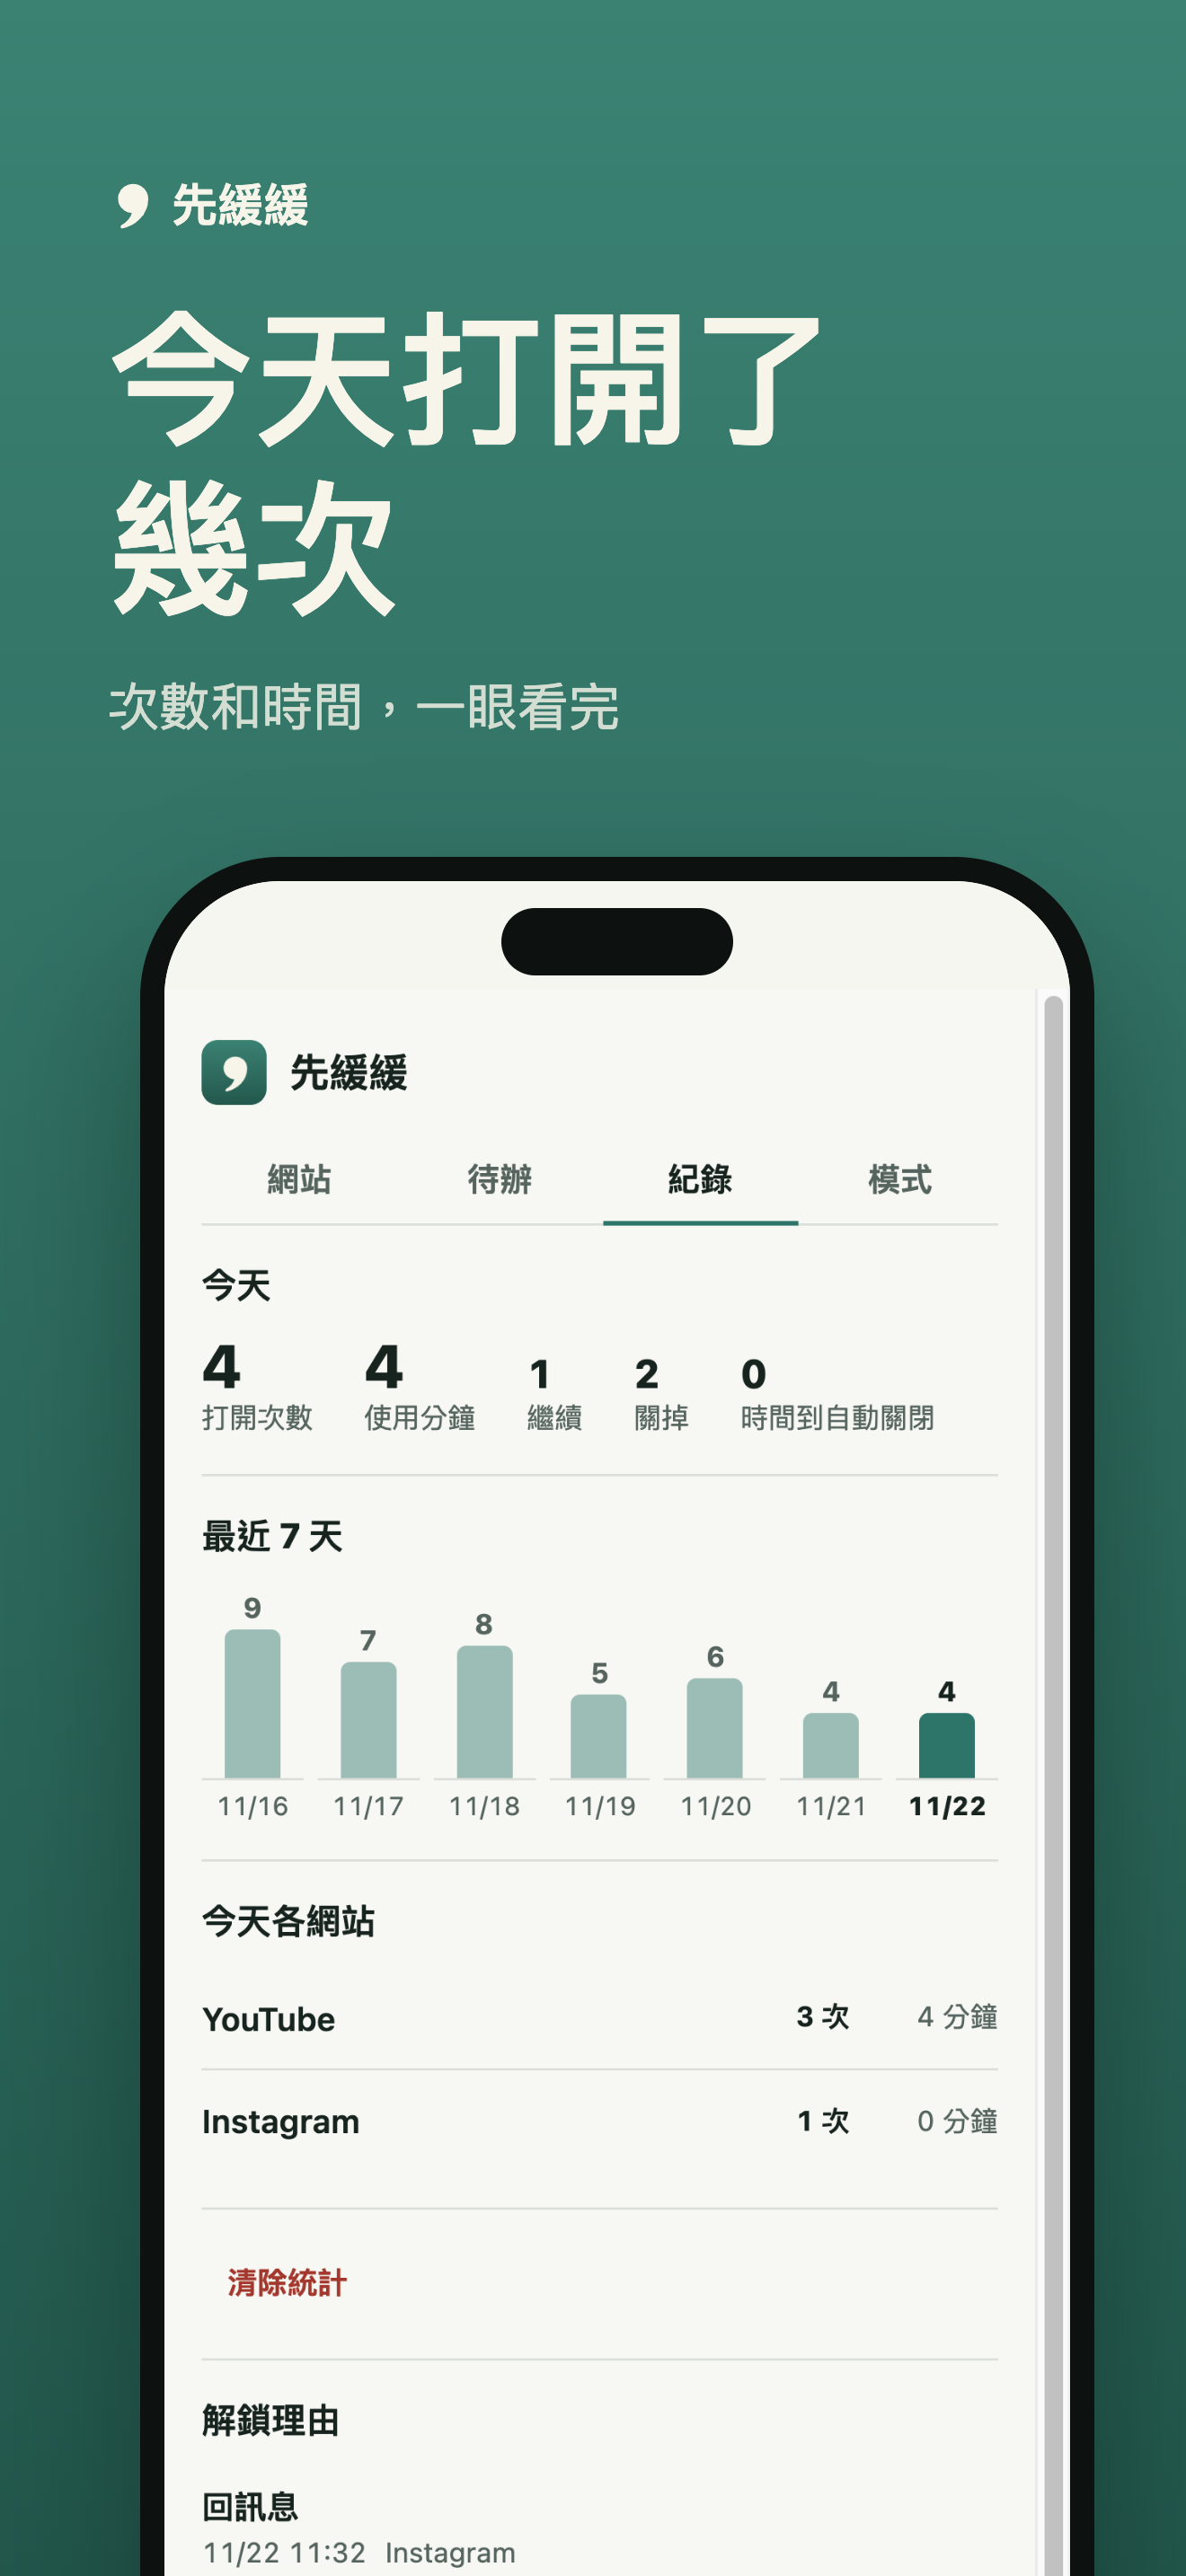 先緩緩
今天打開了
幾次
次數和時間，一眼看完
先緩緩
網站 待辦 紀錄 模式
今天
4 4 1 2 0
打開次數 使用分鐘 繼續 關掉 時間到自動關閉
最近 7 天
9 7 8 5 6 4 4
11/16 11/17 11/18 11/19 11/20 11/21 11/22
今天各網站
YouTube 3 次 4 分鐘
Instagram 1 次 0 分鐘
清除統計
解鎖理由
回訊息
11/22 11:32 Instagram